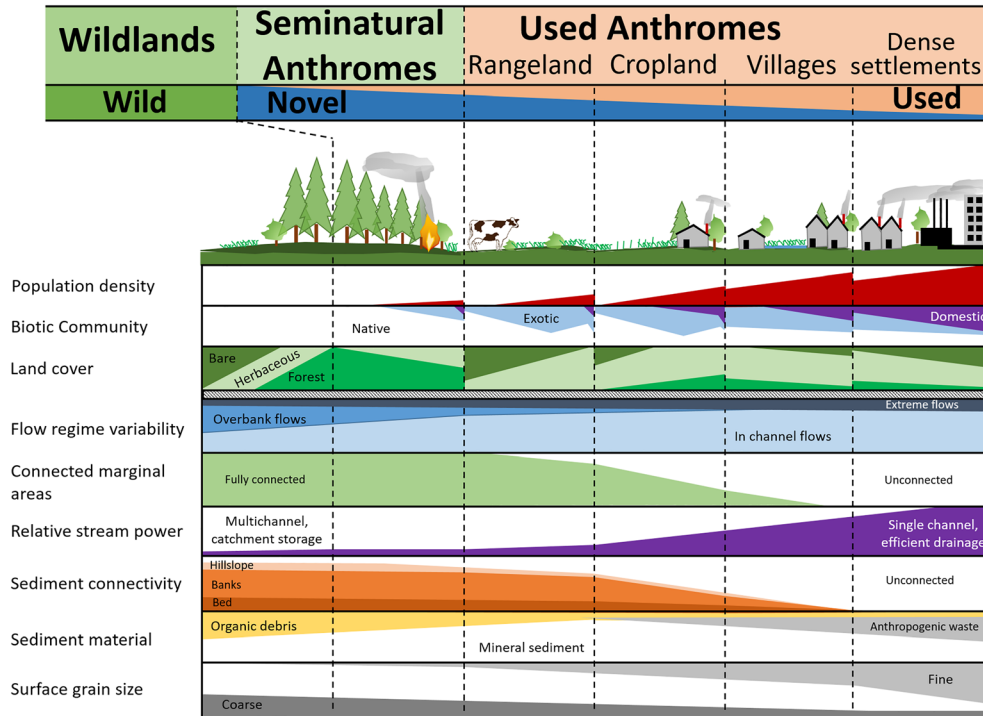 Wildlands
Seminatural
Anthromes
Used Anthromes
Rangeland
Cropland
Villages
Dense
settlements
Wild
Novel
Used
Population density
Biotic Community
Native
Exotic
Domestic
Land cover
Bare
Herbaceous
Forest
Flow regime variability
Overbank flows
Extreme flows
In channel flows
Connected marginal
areas
Fully connected
Unconnected
Relative stream power
Multichannel,
catchment storage
Single channel,
efficient drainage
Sediment connectivity
Hillslope
Banks
Bed
Unconnected
Sediment material
Organic debris
Mineral sediment
Anthropogenic waste
Surface grain size
Coarse
Fine